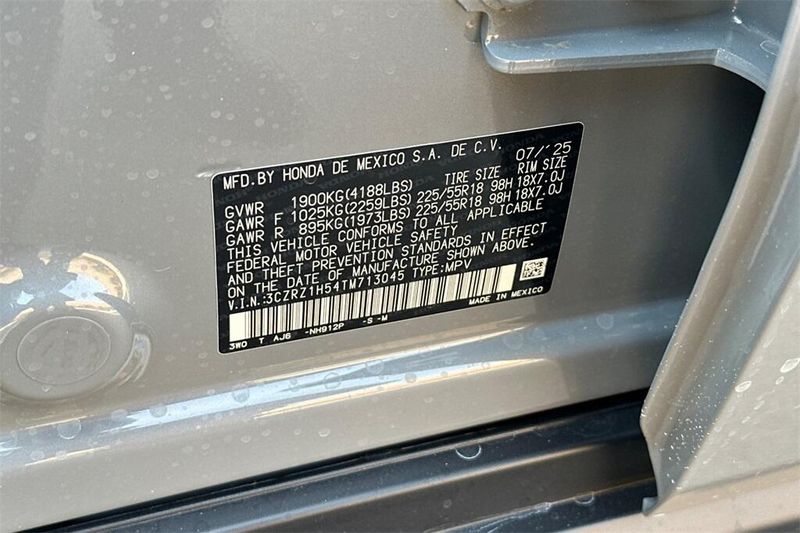 MFD.BY HONDA DE MEXICO S.A. DE C.V. 07/'25
TIRE SIZE RIM SIZE
GVWR 1900KG(4188LBS)
GAWR F 1025KG(2259LBS) 225/55R18 98H 18X7.0J
GAWR R 895KG(1973LBS) 225/55R18 98H 18X7.0J
THIS VEHICLE CONFORMS TO ALL APPLICABLE
FEDERAL MOTOR VEHICLE SAFETY
AND THEFT PREVENTION STANDARDS IN EFFECT
ON THE DATE OF MANUFACTURE SHOWN ABOVE.
V.I.N.:3CZRZ1H54TM713045 TYPE:MPV
MADE IN MEXICO
3W0 T AJ6 -NH912P -S -M